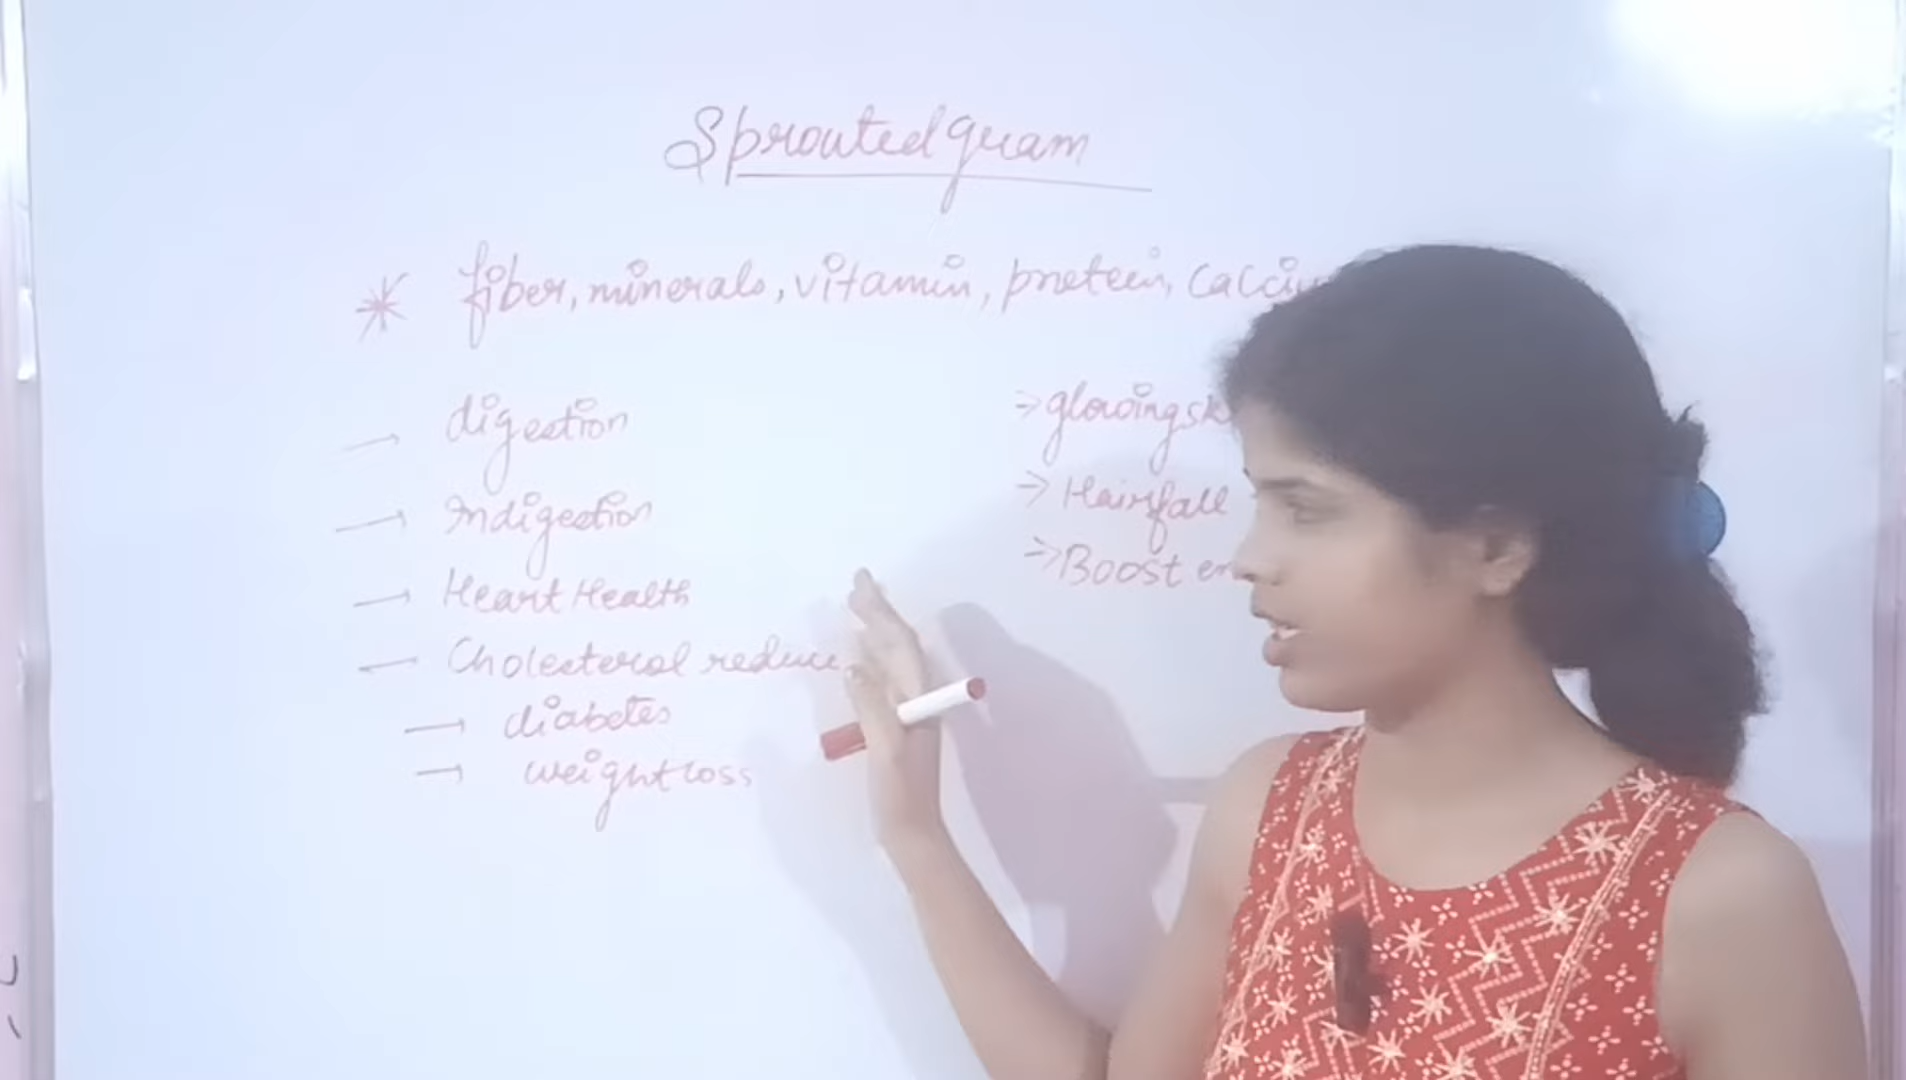 Sprouted gram
* fiber, minerals, vitamin, protein, Calciu
— digestion
— Indigestion
— Heart Health
— Cholesterol reduce
— diabetes
— weight loss
→ glowing sk
→ Hairfall
→ Boost en